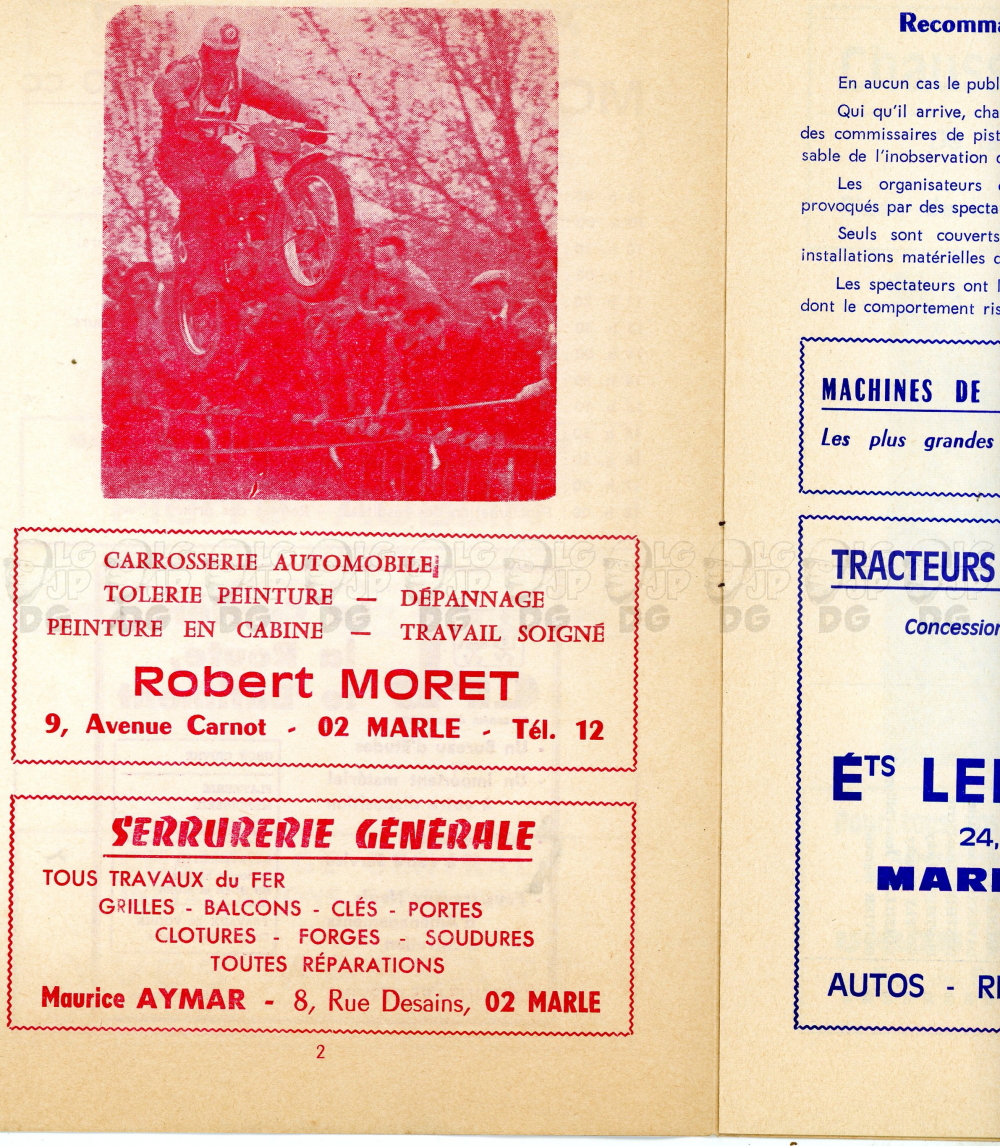 CARROSSERIE AUTOMOBILE
TOLERIE PEINTURE — DÉPANNAGE
PEINTURE EN CABINE — TRAVAIL SOIGNÉ
Robert MORET
9, Avenue Carnot - 02 MARLE - Tél. 12
SERRURERIE GÉNÉRALE
TOUS TRAVAUX du FER
GRILLES - BALCONS - CLÉS - PORTES
CLOTURES - FORGES - SOUDURES
TOUTES RÉPARATIONS
Maurice AYMAR - 8, Rue Desains, 02 MARLE
2
Recomma
En aucun cas le publ
Qui qu'il arrive, cha
des commissaires de pist
sable de l'inobservation
Les organisateurs
provoqués par des specta
Seuls sont couverts
installations matérielles d
Les spectateurs ont l
dont le comportement ris
MACHINES DE
Les plus grandes
TRACTEURS
Concession
ÉTS LE
24,
MAR
AUTOS - R
LG JP DG